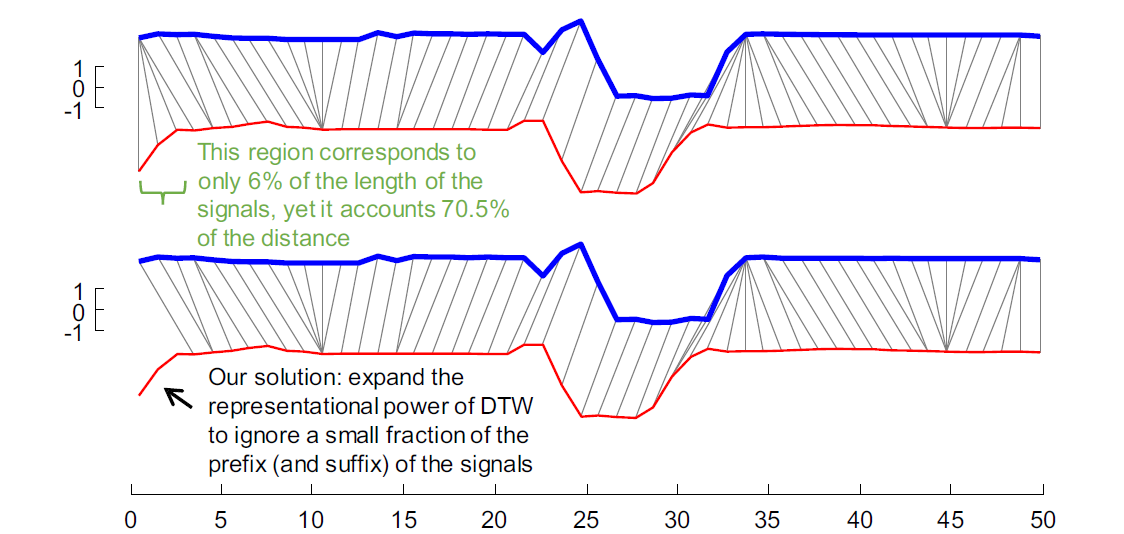 1
0
-1
This region corresponds to
only 6% of the length of the
signals, yet it accounts 70.5%
of the distance
1
0
-1
Our solution: expand the
representational power of DTW
to ignore a small fraction of the
prefix (and suffix) of the signals
0 5 10 15 20 25 30 35 40 45 50